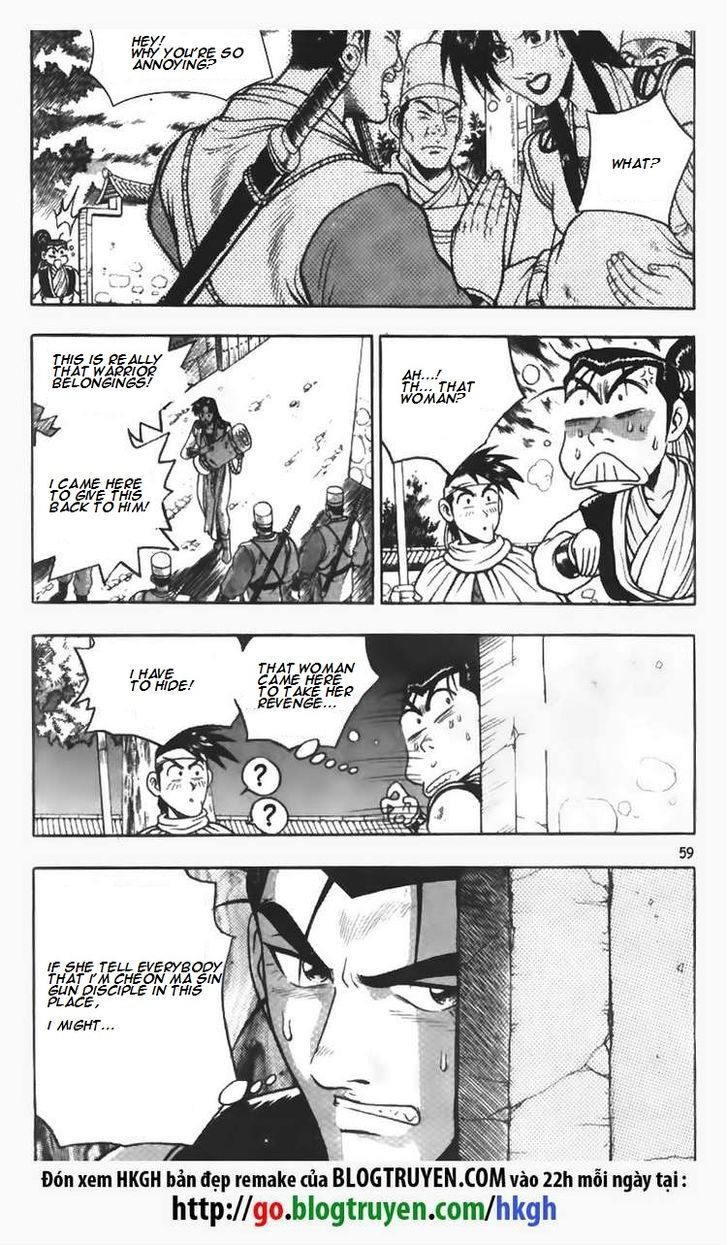 HEY!
WHY YOU'RE SO
ANNOYING?
WHAT?
THIS IS REALLY
THAT WARRIOR
BELONGINGS!
I CAME HERE
TO GIVE THIS
BACK TO HIM!
AH...!
TH... THAT
WOMAN?
I HAVE
TO HIDE!
THAT WOMAN
CAME HERE
TO TAKE HER
REVENGE...
?
?
59
IF SHE TELL EVERYBODY
THAT I'M CHEON MA SIN
GUN DISCIPLE IN THIS
PLACE,
I MIGHT...
Đón xem HKGH bản đẹp remake của BLOGTRUYEN.COM vào 22h mỗi ngày tại :
http://go.blogtruyen.com/hkgh